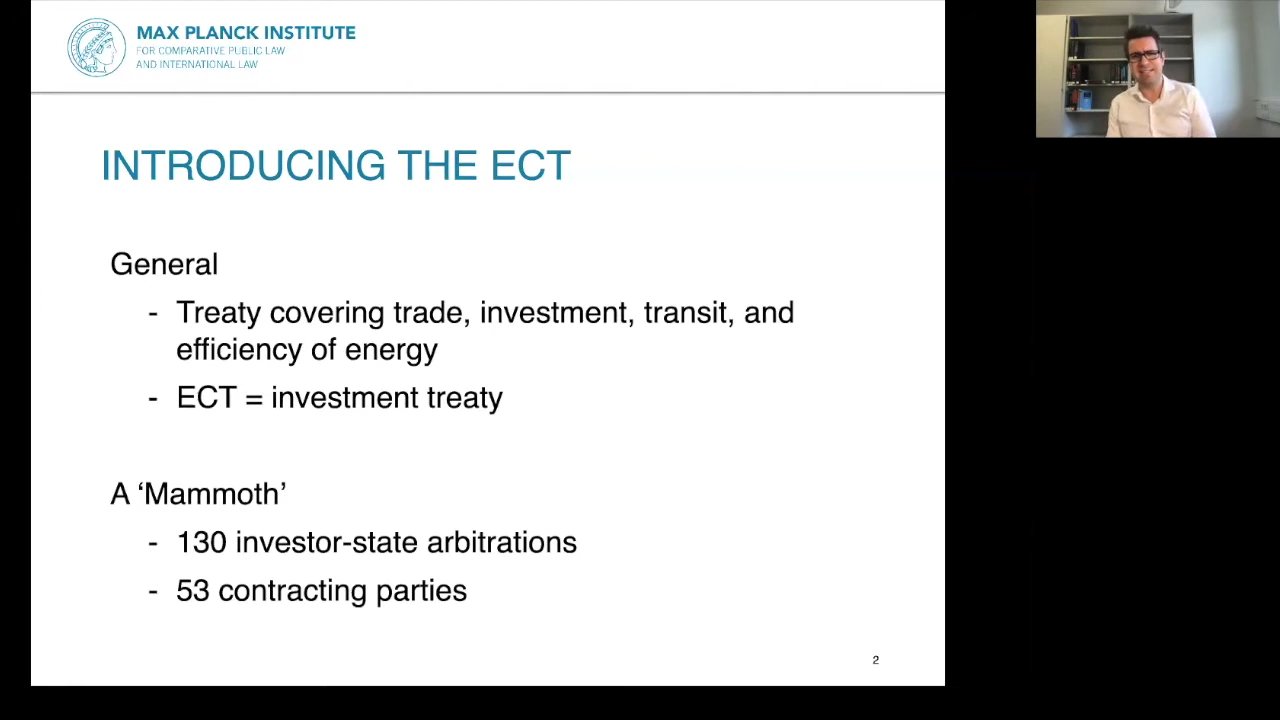 MAX PLANCK INSTITUTE
FOR COMPARATIVE PUBLIC LAW
AND INTERNATIONAL LAW
INTRODUCING THE ECT
General
- Treaty covering trade, investment, transit, and
efficiency of energy
- ECT = investment treaty
A ‘Mammoth’
- 130 investor-state arbitrations
- 53 contracting parties
2